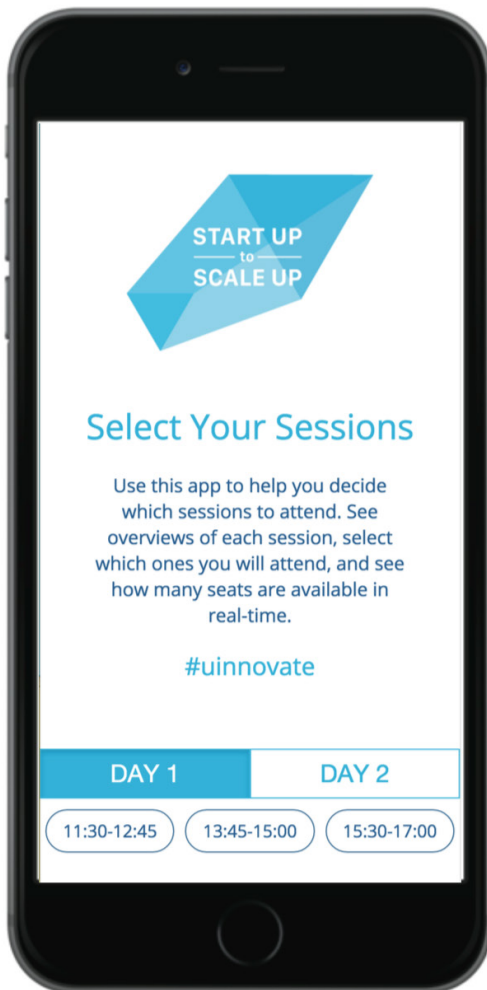 START UP
to
SCALE UP
Select Your Sessions
Use this app to help you decide
which sessions to attend. See
overviews of each session, select
which ones you will attend, and see
how many seats are available in
real-time.
#uinnovate
DAY 1 DAY 2
11:30-12:45 13:45-15:00 15:30-17:00